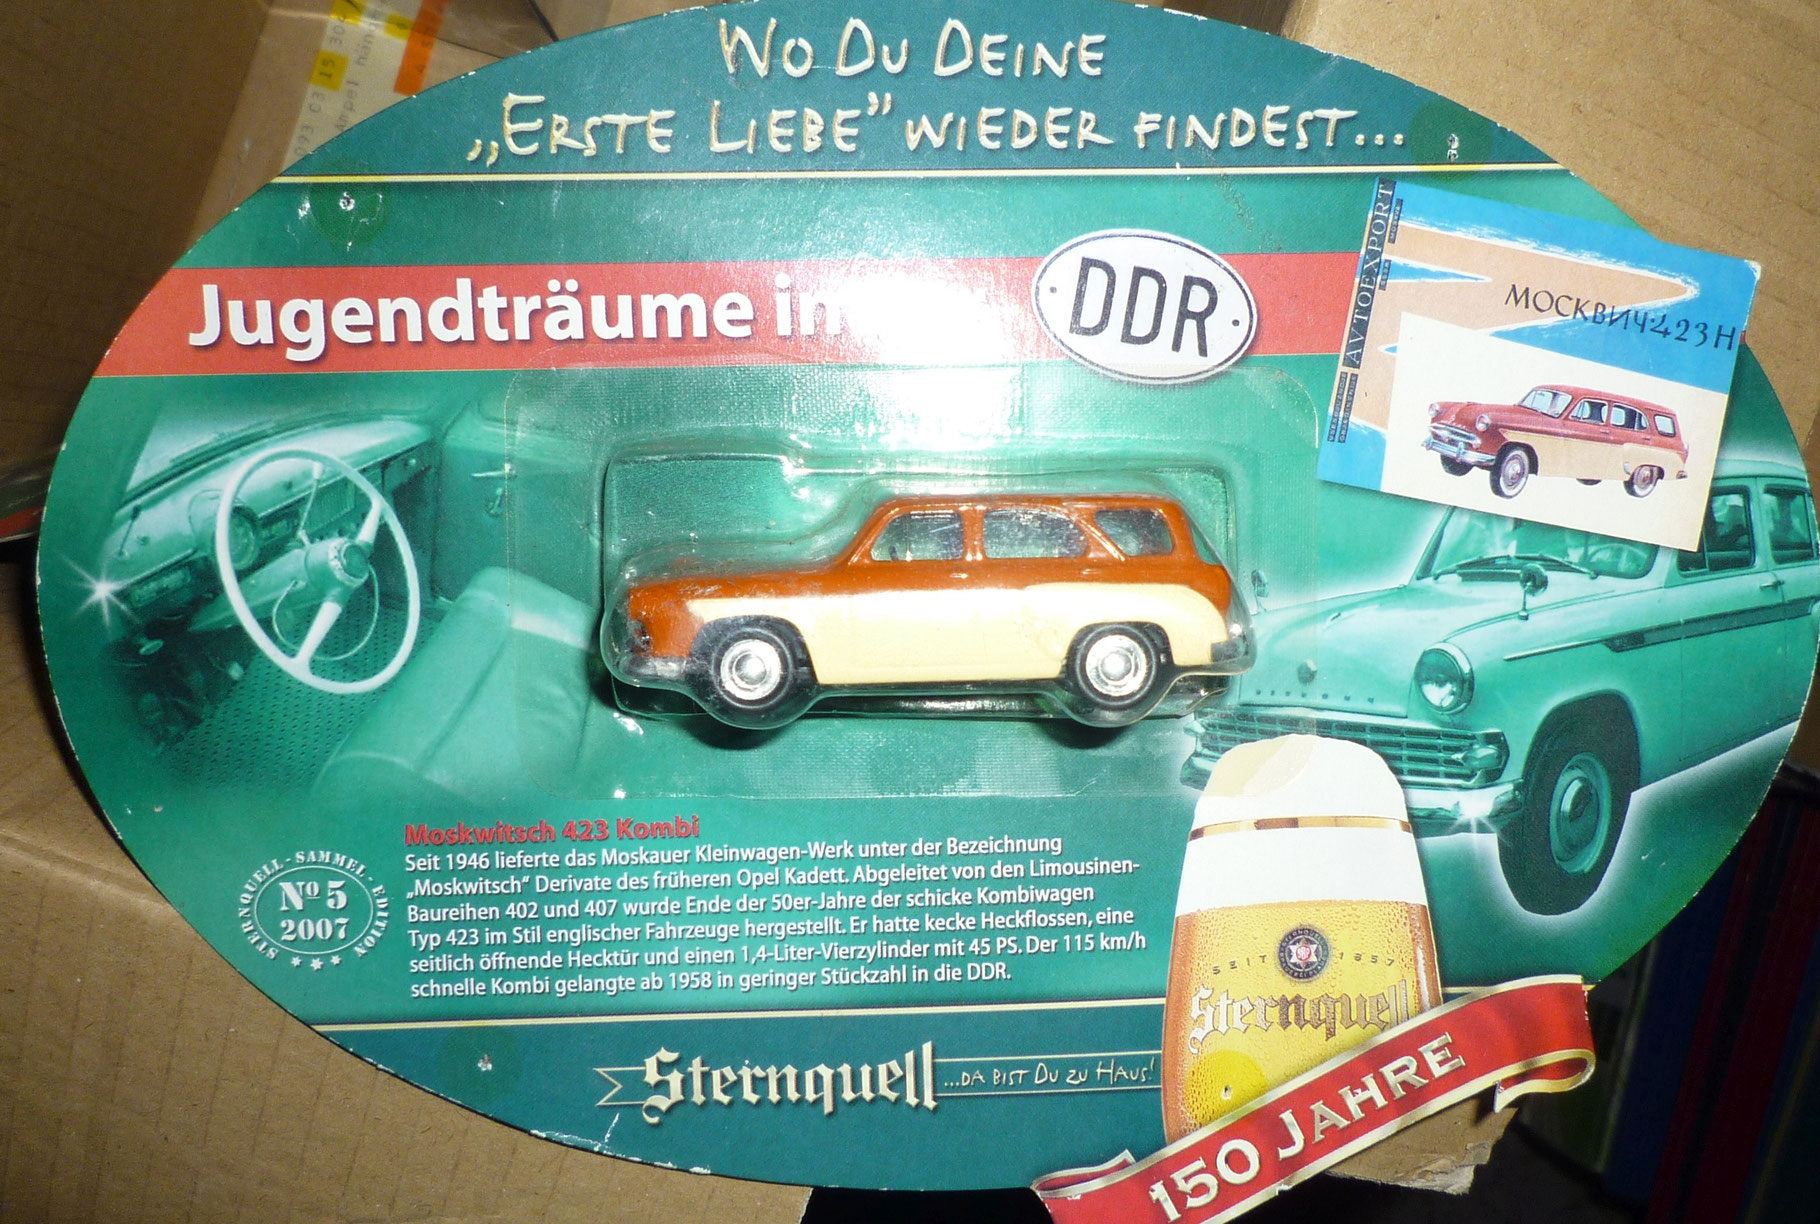 WO DU DEINE
„ERSTE LIEBE” WIEDER FINDEST...
Jugendträume in
DDR
AVTOEXPORT
МОСКВИЧ·423Н
Moskwitsch 423 Kombi
Seit 1946 lieferte das Moskauer Kleinwagen-Werk unter der Bezeichnung
„Moskwitsch“ Derivate des früheren Opel Kadett. Abgeleitet von den Limousinen-
Baureihen 402 und 407 wurde Ende der 50er-Jahre der schicke Kombiwagen
Typ 423 im Stil englischer Fahrzeuge hergestellt. Er hatte kecke Heckflossen, eine
seitlich öffnende Hecktür und einen 1,4-Liter-Vierzylinder mit 45 PS. Der 115 km/h
schnelle Kombi gelangte ab 1958 in geringer Stückzahl in die DDR.
STERNQUELL-SAMMEL-EDITION
Nº 5
2007
SEIT 1857
Sternquell
Sternquell
...DA BIST DU ZU HAUS!
150 JAHRE